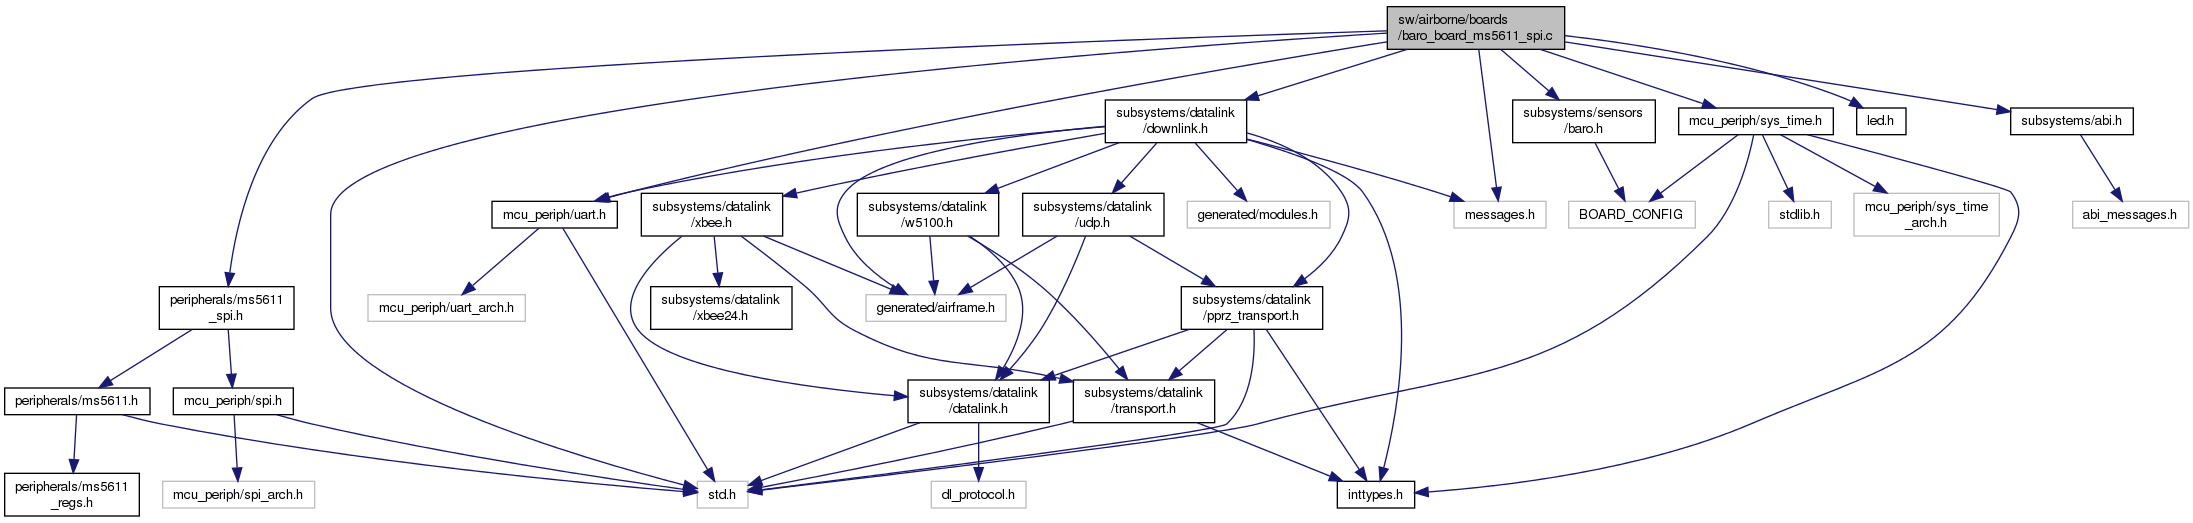 sw/airborne/boards
/baro_board_ms5611_spi.c
subsystems/datalink
/downlink.h
subsystems/sensors
/baro.h
mcu_periph/sys_time.h
led.h
subsystems/abi.h
mcu_periph/uart.h
subsystems/datalink
/xbee.h
subsystems/datalink
/w5100.h
subsystems/datalink
/udp.h
generated/modules.h
messages.h
BOARD_CONFIG
stdlib.h
mcu_periph/sys_time
_arch.h
abi_messages.h
peripherals/ms5611
_spi.h
mcu_periph/uart_arch.h
subsystems/datalink
/xbee24.h
generated/airframe.h
subsystems/datalink
/pprz_transport.h
peripherals/ms5611.h
mcu_periph/spi.h
subsystems/datalink
/datalink.h
subsystems/datalink
/transport.h
peripherals/ms5611
_regs.h
mcu_periph/spi_arch.h
std.h
dl_protocol.h
inttypes.h